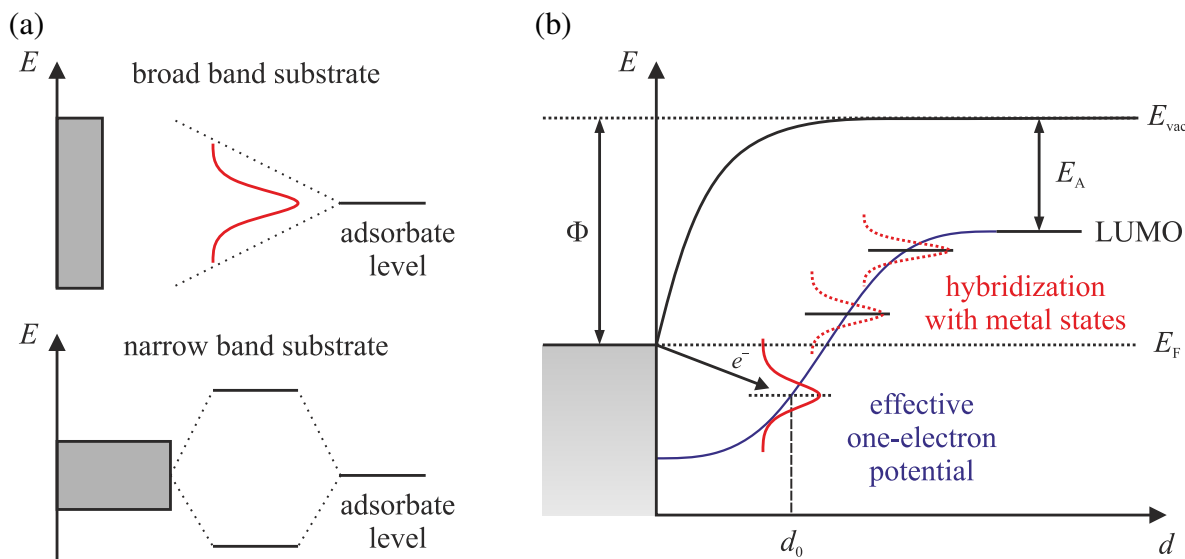 (a)
E
broad band substrate
adsorbate
level
E
narrow band substrate
adsorbate
level
(b)
E
E_vac
Φ
E_A
LUMO
hybridization
with metal states
E_F
e⁻
effective
one-electron
potential
d_0
d